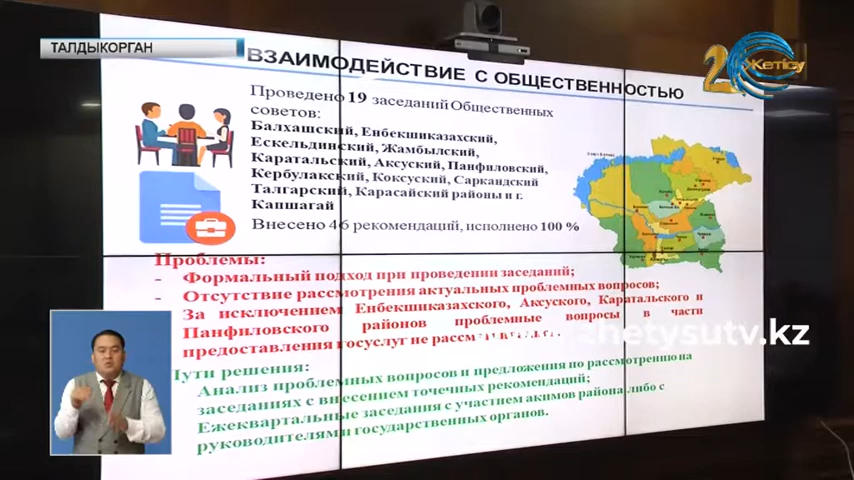 ТАЛДЫКОРГАН
ВЗАИМОДЕЙСТВИЕ С ОБЩЕСТВЕННОСТЬЮ
Жетісу
Проведено 19 заседаний Общественных
советов:
Балхашский, Енбекшиказахский,
Ескельдинский, Жамбылский,
Каратальский, Аксуский, Панфиловский,
Кербулакский, Коксуский, Саркандский
Талгарский, Карасайский районы и г.
Капшагай
Внесено 46 рекомендаций, исполнено 100 %
Проблемы:
- Формальный подход при проведении заседаний;
- Отсутствие рассмотрения актуальных проблемных вопросов;
- За исключением Енбекшиказахского, Аксуского, Каратальского и
Панфиловского районов проблемные вопросы в части
предоставления госуслуг не
zhetysutv.kz
Пути решения:
Анализ проблемных вопросов и предложения по рассмотрению на
заседаниях с внесением точечных рекомендаций;
Ежеквартальные заседания с участием акимов района либо с
руководителями государственных органов.